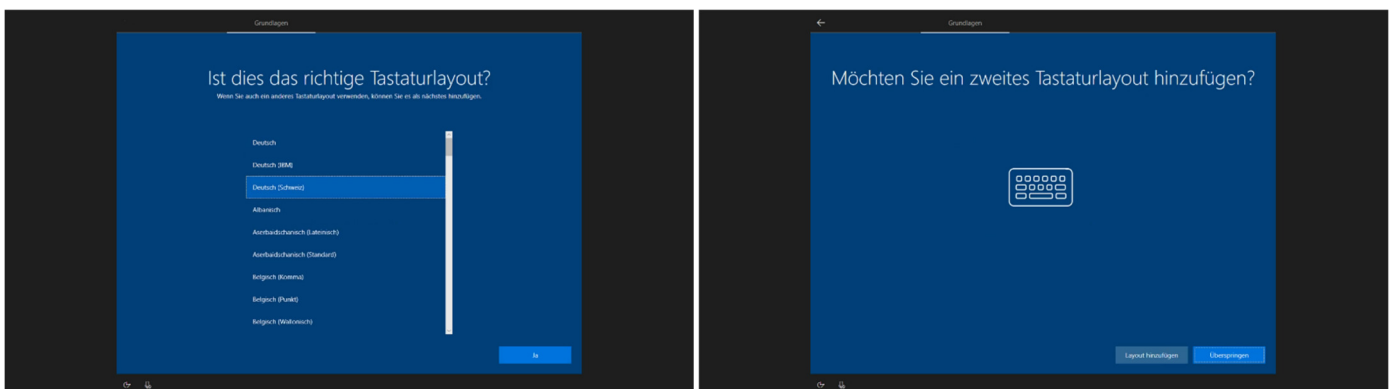 Grundlagen
Ist dies das richtige Tastaturlayout?
Wenn Sie auch ein anderes Tastaturlayout verwenden, können Sie es als nächstes hinzufügen.
Deutsch
Deutsch (IBM)
Deutsch (Schweiz)
Albanisch
Aserbaidschanisch (Lateinisch)
Aserbaidschanisch (Standard)
Belgisch (Komma)
Belgisch (Punkt)
Belgisch (Wallonisch)
Ja
Grundlagen
Möchten Sie ein zweites Tastaturlayout hinzufügen?
Layout hinzufügen
Überspringen